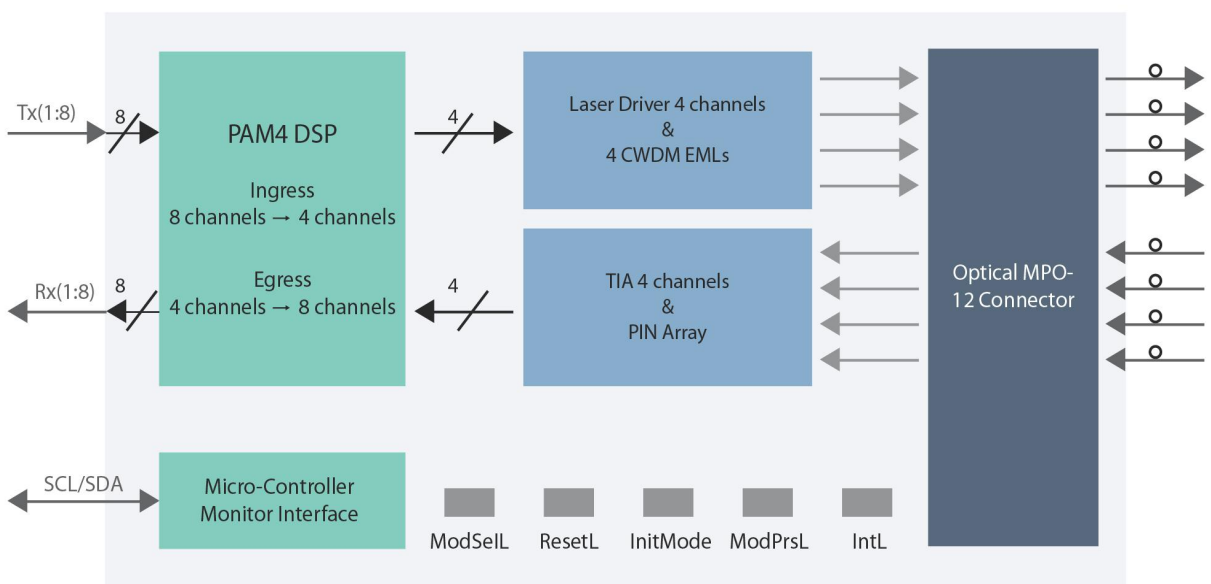 Tx(1:8)
8
PAM4 DSP
Ingress
8 channels → 4 channels
Egress
4 channels → 8 channels
Rx(1:8)
8
4
4
Laser Driver 4 channels
&
4 CWDM EMLs
TIA 4 channels
&
PIN Array
Optical MPO-
12 Connector
SCL/SDA
Micro-Controller
Monitor Interface
ModSelL
ResetL
InitMode
ModPrsL
IntL